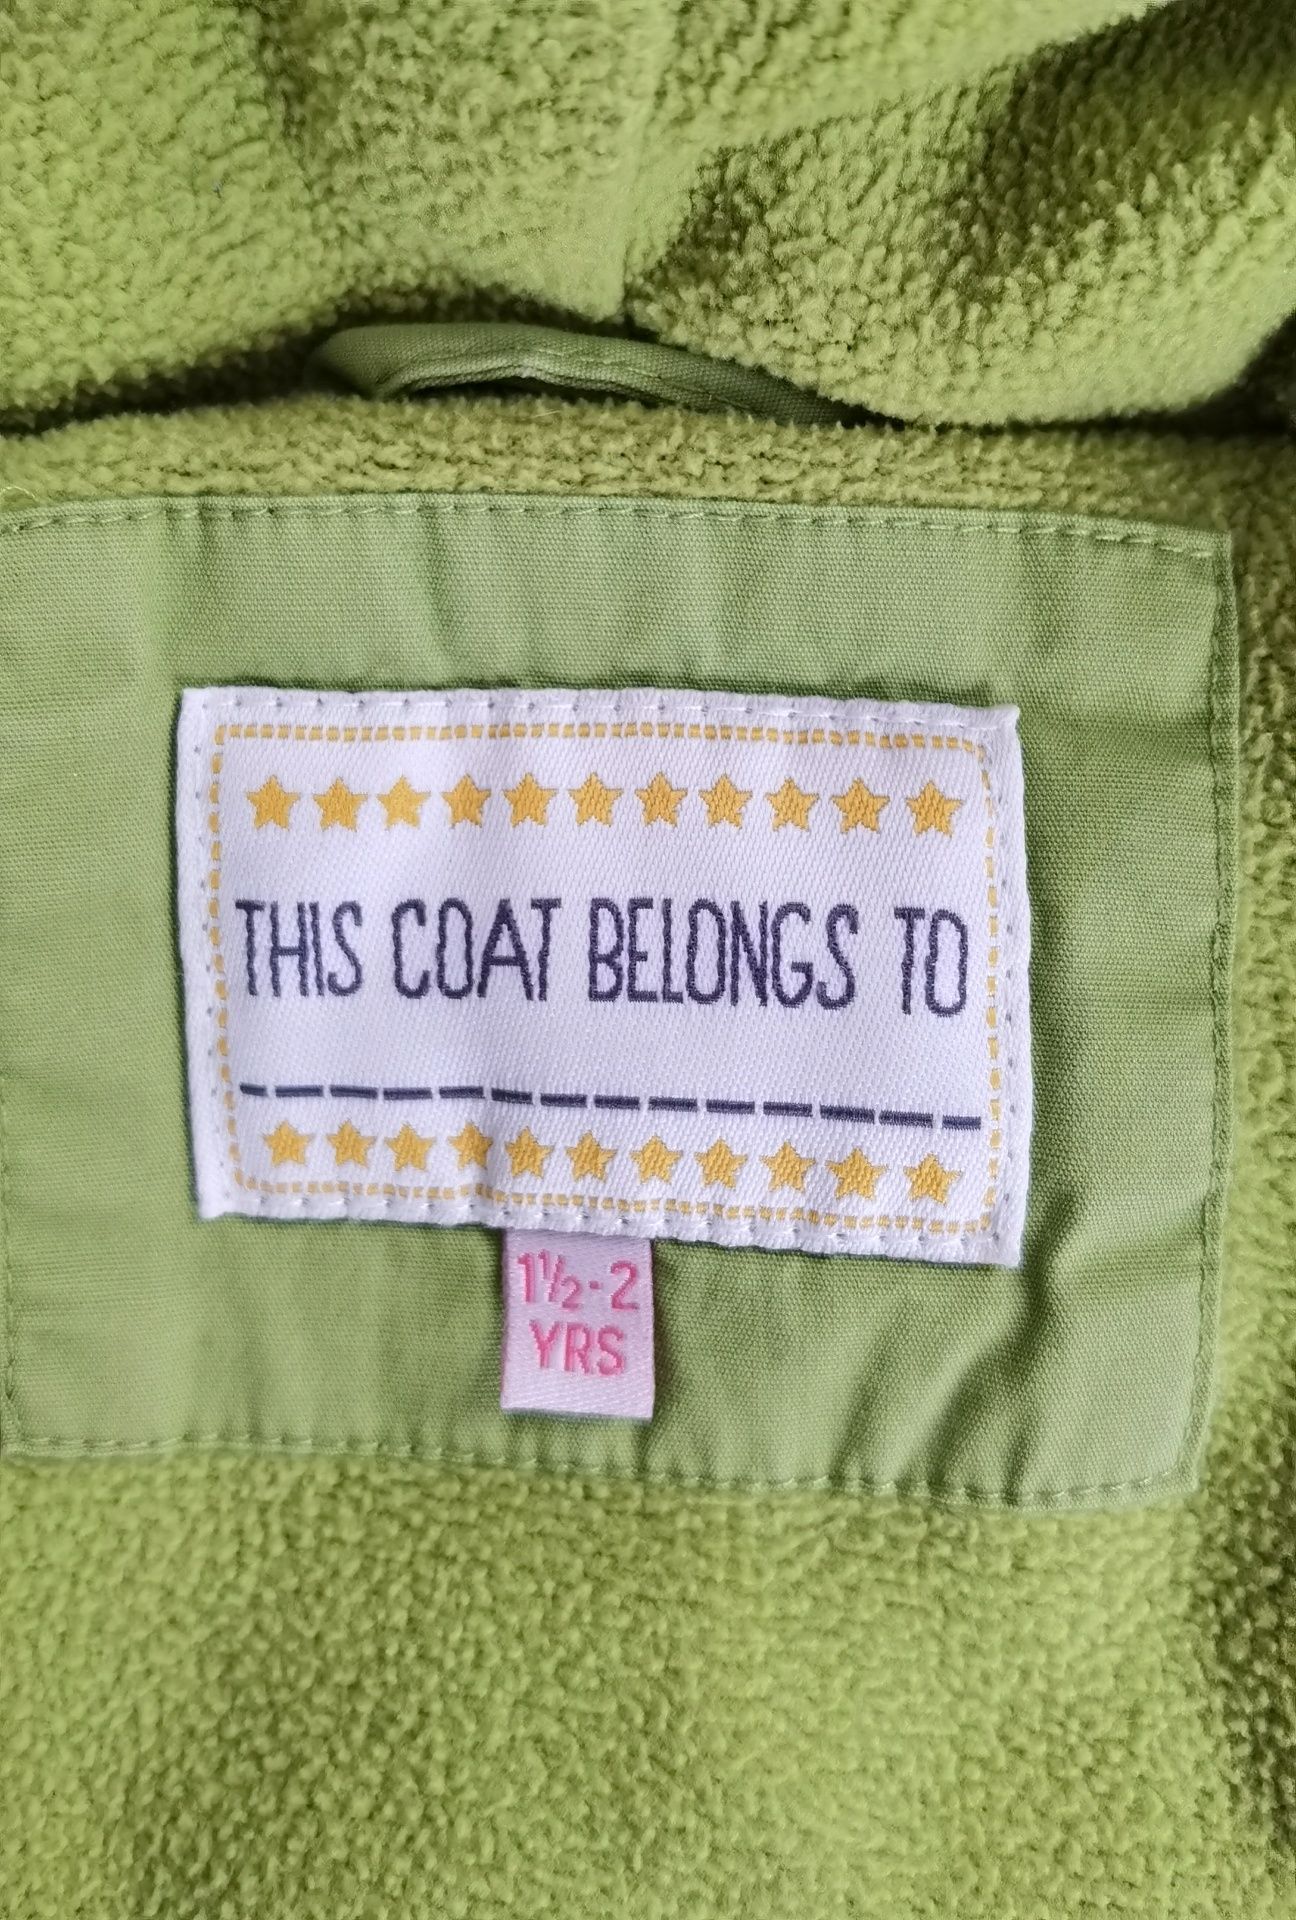 THIS COAT BELONGS TO
1½-2
YRS